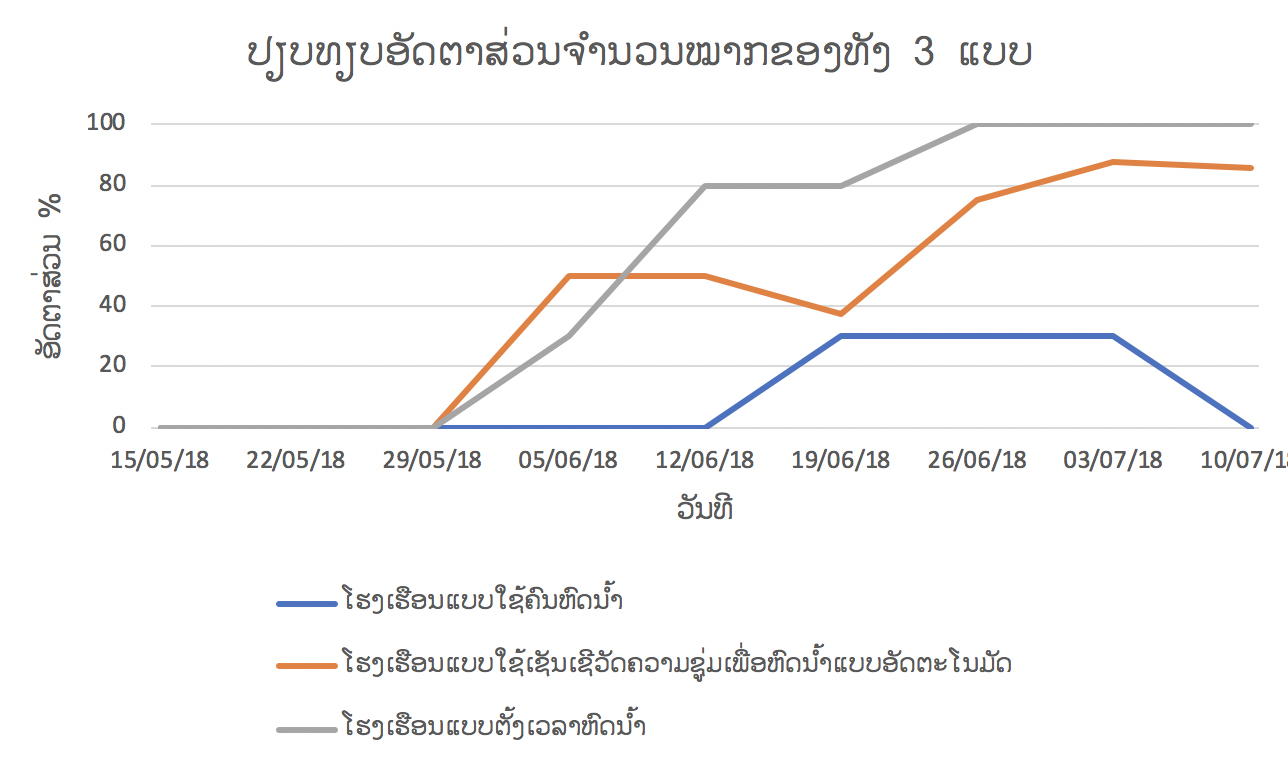 ປຽບທຽບອັດຕາສ່ວນຈຳນວນໝາກຂອງທັງ 3 ແບບ
ອັດຕາສ່ວນ %
100
80
60
40
20
0
15/05/18 22/05/18 29/05/18 05/06/18 12/06/18 19/06/18 26/06/18 03/07/18 10/07/18
ວັນທີ
ໂຮງເຮືອນແບບໃຊ້ຄົນຫົດນ້ຳ
ໂຮງເຮືອນແບບໃຊ້ເຊັນເຊີວັດຄວາມຊຸ່ມເພື່ອຫົດນ້ຳແບບອັດຕະໂນມັດ
ໂຮງເຮືອນແບບຕັ້ງເວລາຫົດນ້ຳ